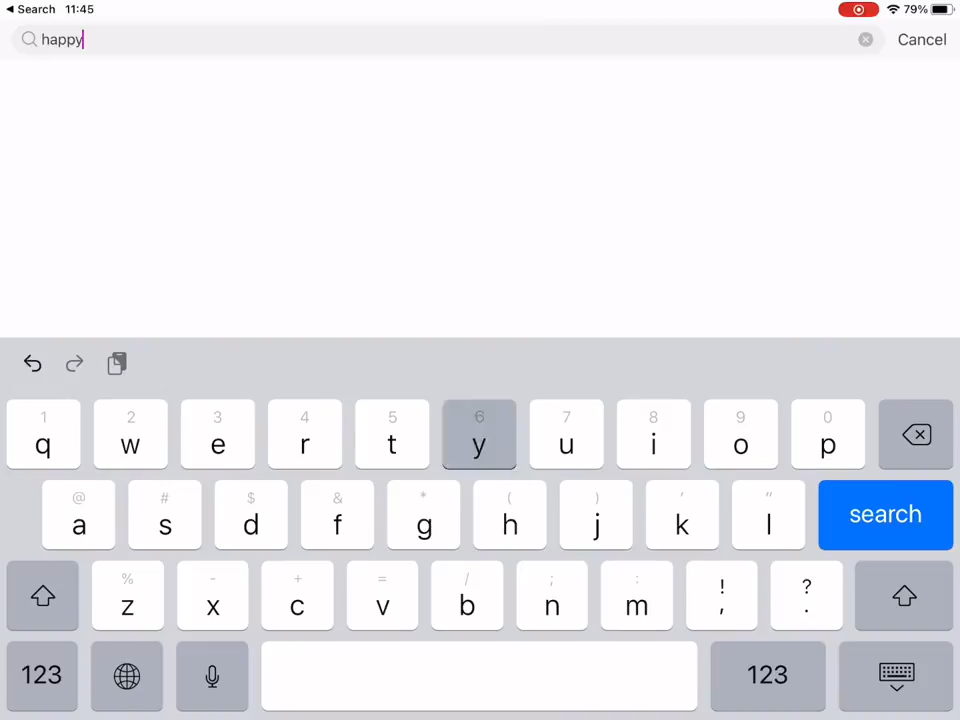 Search 11:45 79%
happy Cancel
1 2 3 4 5 6 7 8 9 0
q w e r t y u i o p
@ # $ & * ( ) ' "
a s d f g h j k l search
% - + = / ; : ! ?
z x c v b n m , .
123 123